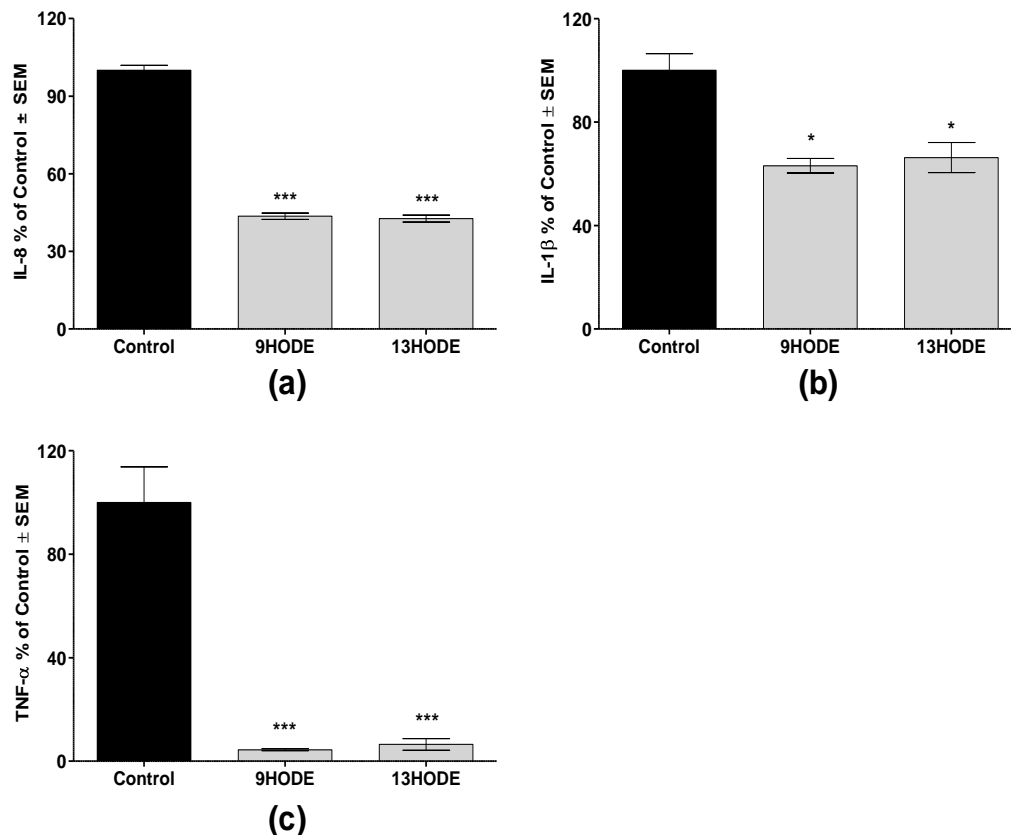 IL-8 % of Control ± SEM
120
90
60
30
0
***
***
Control 9HODE 13HODE
(a)
IL-1β % of Control ± SEM
120
80
40
0
*
*
Control 9HODE 13HODE
(b)
TNF-α % of Control ± SEM
120
80
40
0
***
***
Control 9HODE 13HODE
(c)